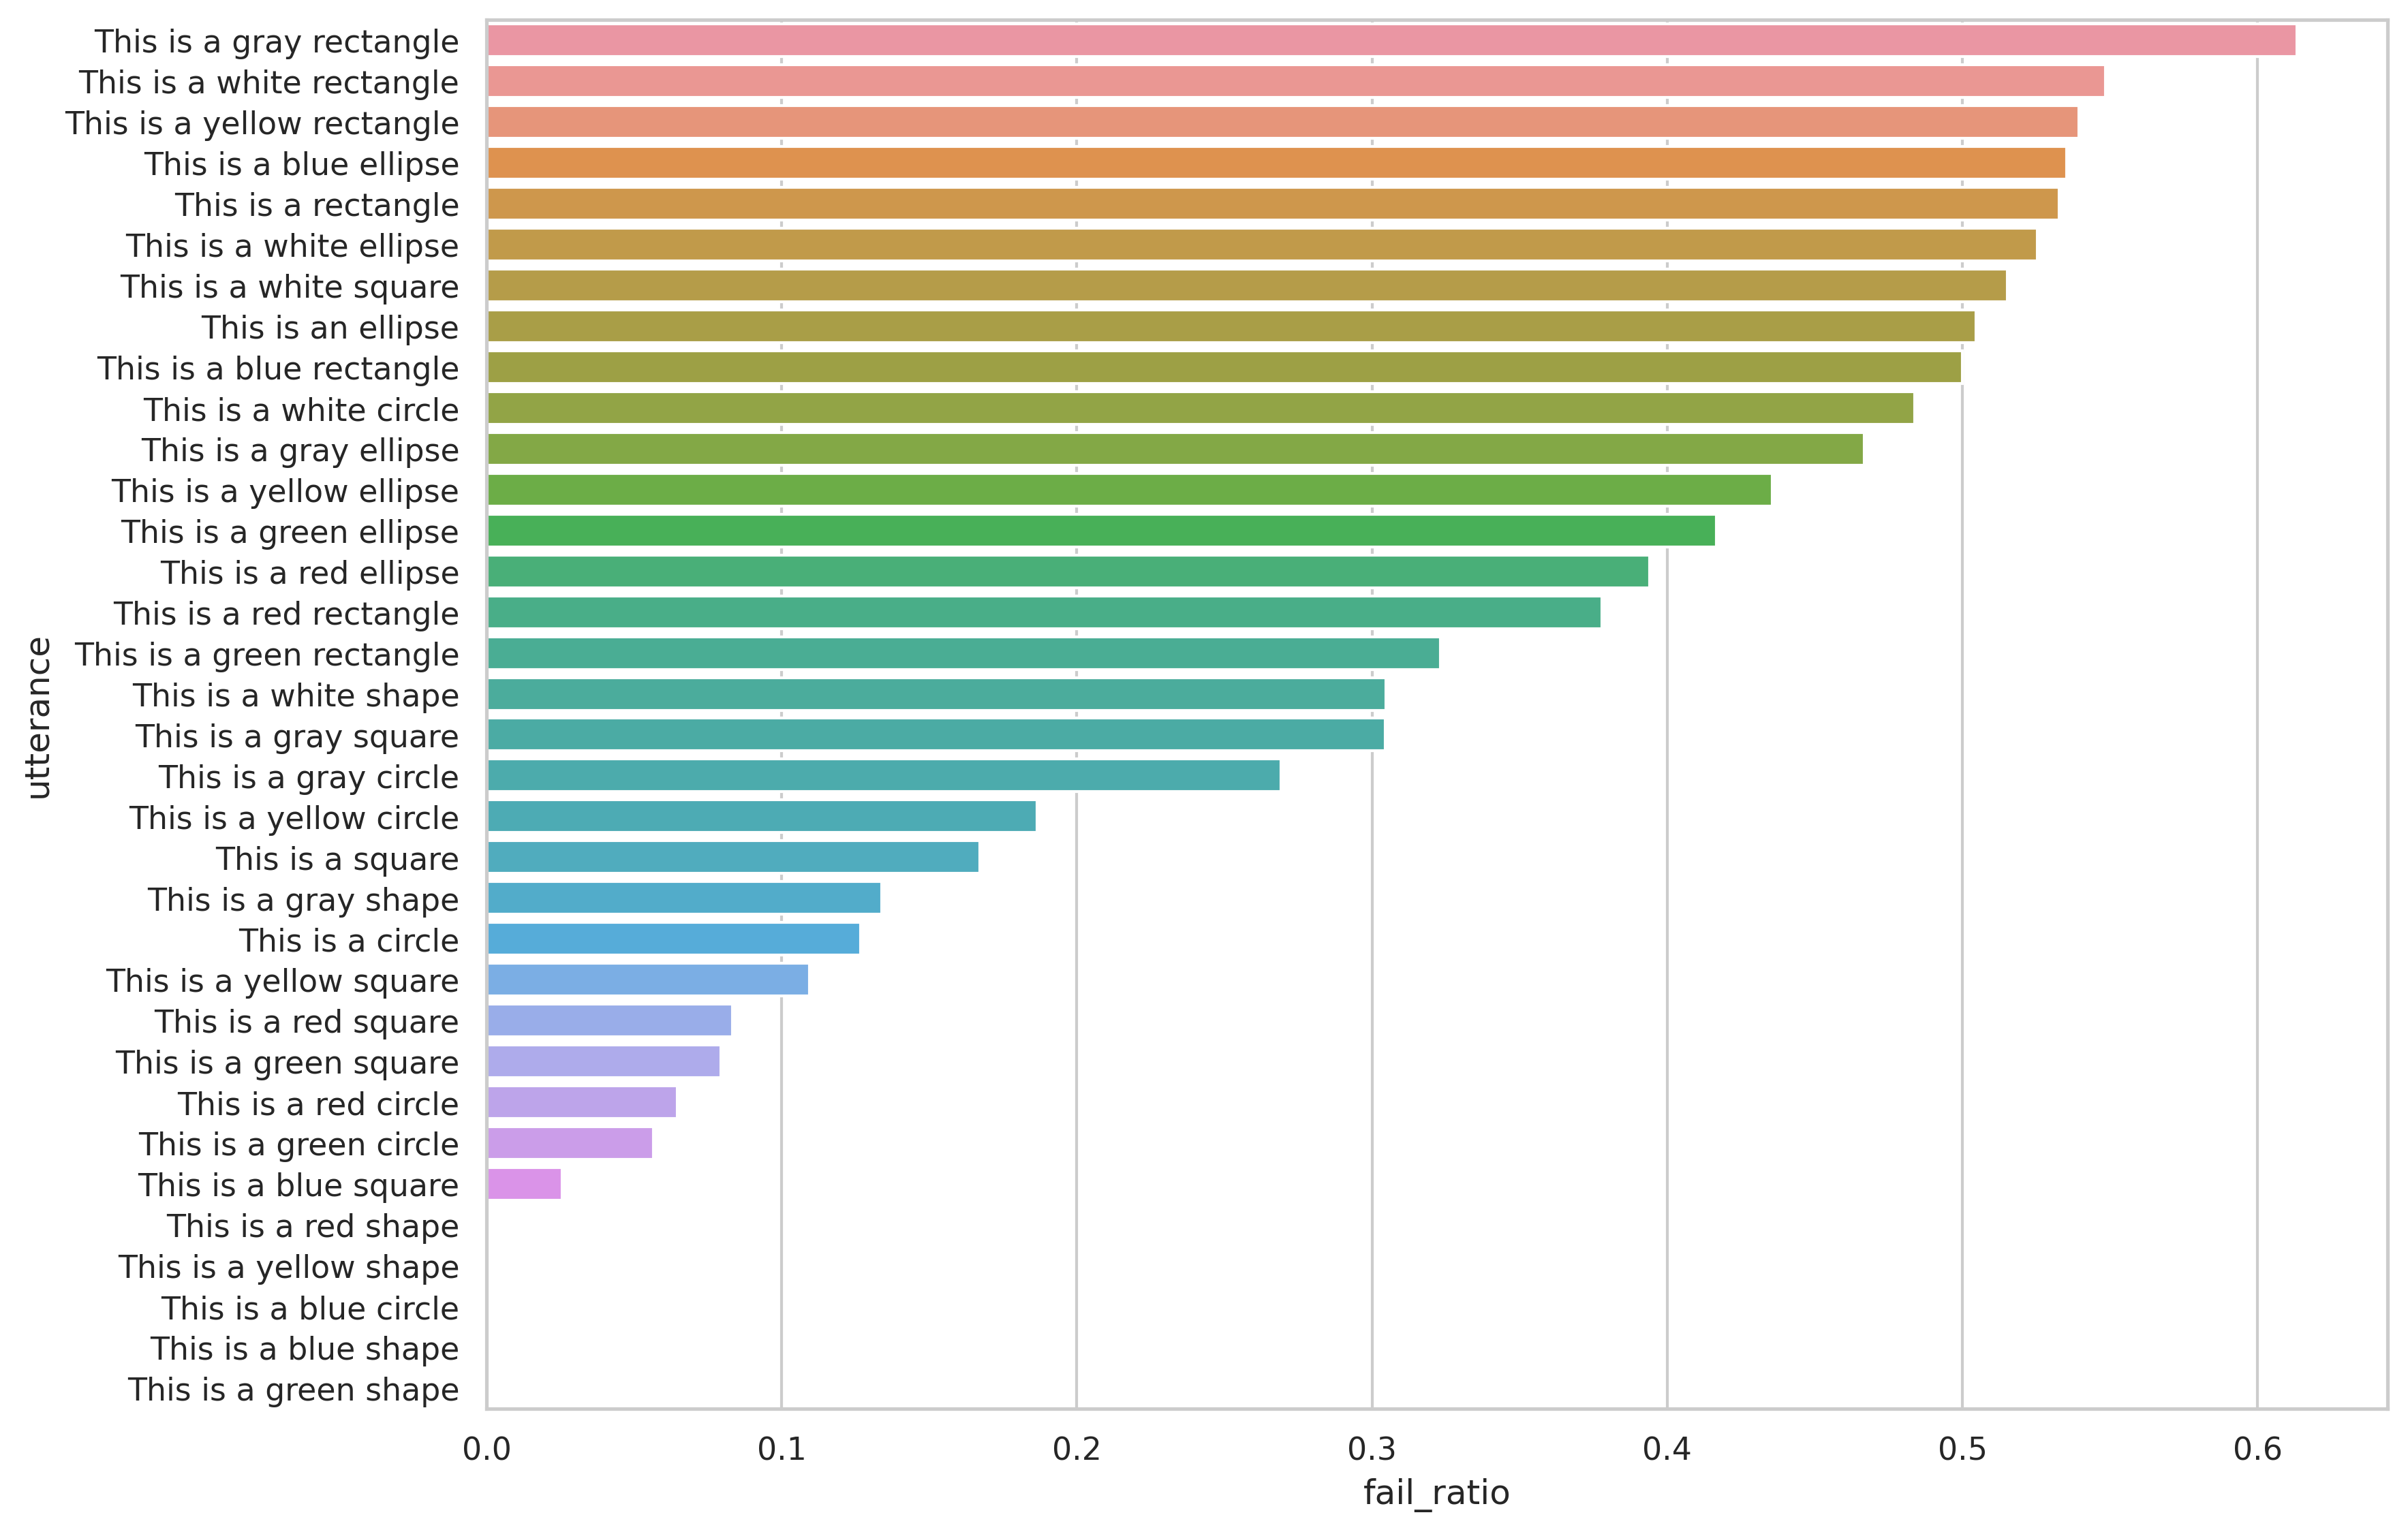 This is a gray rectangle
This is a white rectangle
This is a yellow rectangle
This is a blue ellipse
This is a rectangle
This is a white ellipse
This is a white square
This is an ellipse
This is a blue rectangle
This is a white circle
This is a gray ellipse
This is a yellow ellipse
This is a green ellipse
This is a red ellipse
This is a red rectangle
This is a green rectangle
This is a white shape
This is a gray square
This is a gray circle
This is a yellow circle
This is a square
This is a gray shape
This is a circle
This is a yellow square
This is a red square
This is a green square
This is a red circle
This is a green circle
This is a blue square
This is a red shape
This is a yellow shape
This is a blue circle
This is a blue shape
This is a green shape
utterance
0.0 0.1 0.2 0.3 0.4 0.5 0.6
fail_ratio